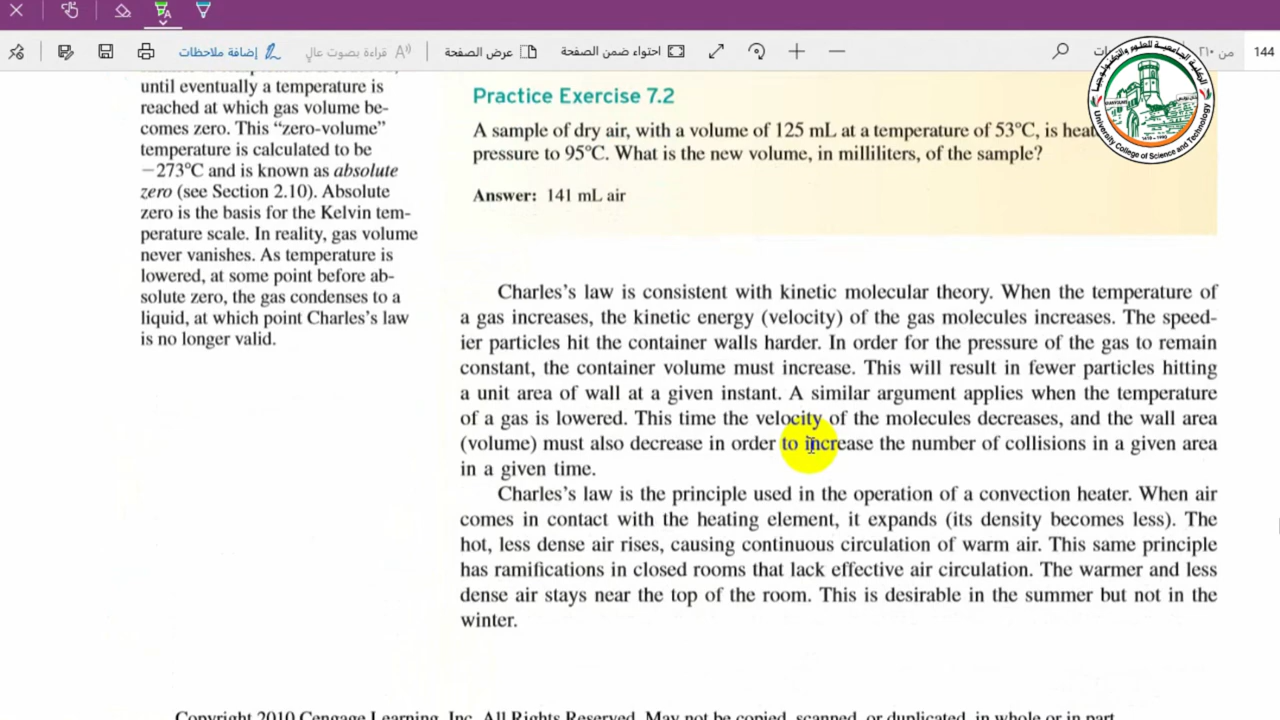 إضافة ملاحظات
قراءة بصوت عالٍ
عرض الصفحة
احتواء ضمن الصفحة
144 من ٢٦٠
الكلية الجامعية للعلوم والتكنولوجيا
University College of Science and Technology
until eventually a temperature is
reached at which gas volume be-
comes zero. This “zero-volume”
temperature is calculated to be
−273°C and is known as absolute
zero (see Section 2.10). Absolute
zero is the basis for the Kelvin tem-
perature scale. In reality, gas volume
never vanishes. As temperature is
lowered, at some point before ab-
solute zero, the gas condenses to a
liquid, at which point Charles’s law
is no longer valid.
Practice Exercise 7.2
A sample of dry air, with a volume of 125 mL at a temperature of 53°C, is heat
pressure to 95°C. What is the new volume, in milliliters, of the sample?
Answer: 141 mL air
Charles’s law is consistent with kinetic molecular theory. When the temperature of
a gas increases, the kinetic energy (velocity) of the gas molecules increases. The speed-
ier particles hit the container walls harder. In order for the pressure of the gas to remain
constant, the container volume must increase. This will result in fewer particles hitting
a unit area of wall at a given instant. A similar argument applies when the temperature
of a gas is lowered. This time the velocity of the molecules decreases, and the wall area
(volume) must also decrease in order to increase the number of collisions in a given area
in a given time.
Charles’s law is the principle used in the operation of a convection heater. When air
comes in contact with the heating element, it expands (its density becomes less). The
hot, less dense air rises, causing continuous circulation of warm air. This same principle
has ramifications in closed rooms that lack effective air circulation. The warmer and less
dense air stays near the top of the room. This is desirable in the summer but not in the
winter.
Copyright 2010 Cengage Learning, Inc. All Rights Reserved. May not be copied, scanned, or duplicated, in whole or in part.